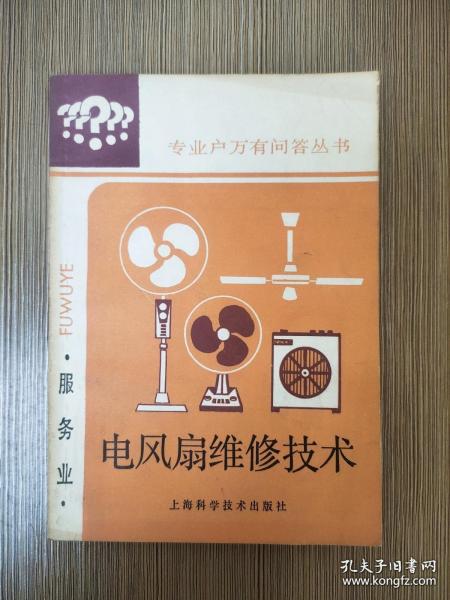 ?????
专业户万有问答丛书
FUWUYE
·服务业·
电风扇维修技术
上海科学技术出版社
孔夫子旧书网
www.kongfz.com